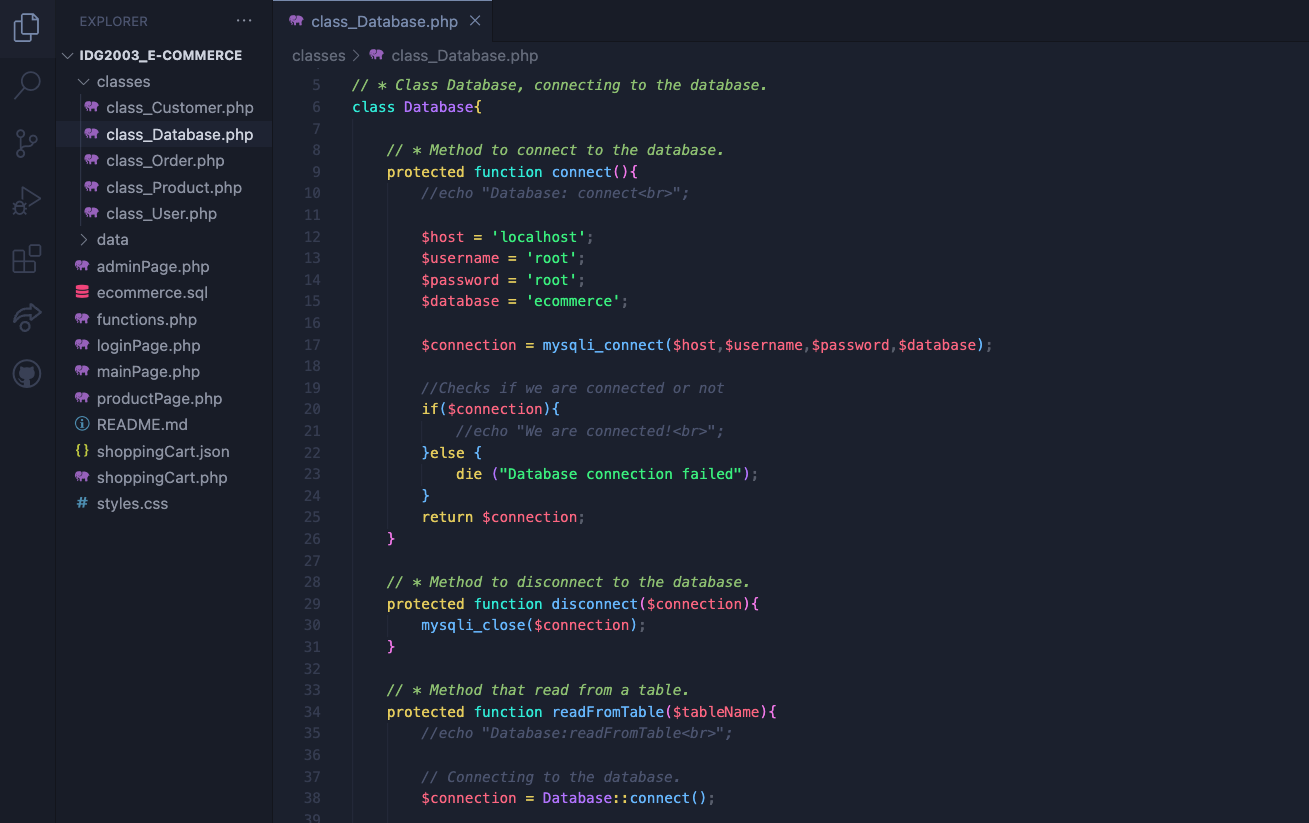 EXPLORER
···
IDG2003_E-COMMERCE
classes
class_Customer.php
class_Database.php
class_Order.php
class_Product.php
class_User.php
data
adminPage.php
ecommerce.sql
functions.php
loginPage.php
mainPage.php
productPage.php
README.md
{} shoppingCart.json
shoppingCart.php
# styles.css
class_Database.php ×
classes > class_Database.php
5 // * Class Database, connecting to the database.
6 class Database{
7
8 // * Method to connect to the database.
9 protected function connect(){
10 //echo "Database: connect<br>";
11
12 $host = 'localhost';
13 $username = 'root';
14 $password = 'root';
15 $database = 'ecommerce';
16
17 $connection = mysqli_connect($host,$username,$password,$database);
18
19 //Checks if we are connected or not
20 if($connection){
21 //echo "We are connected!<br>";
22 }else {
23 die ("Database connection failed");
24 }
25 return $connection;
26 }
27
28 // * Method to disconnect to the database.
29 protected function disconnect($connection){
30 mysqli_close($connection);
31 }
32
33 // * Method that read from a table.
34 protected function readFromTable($tableName){
35 //echo "Database:readFromTable<br>";
36
37 // Connecting to the database.
38 $connection = Database::connect();
39